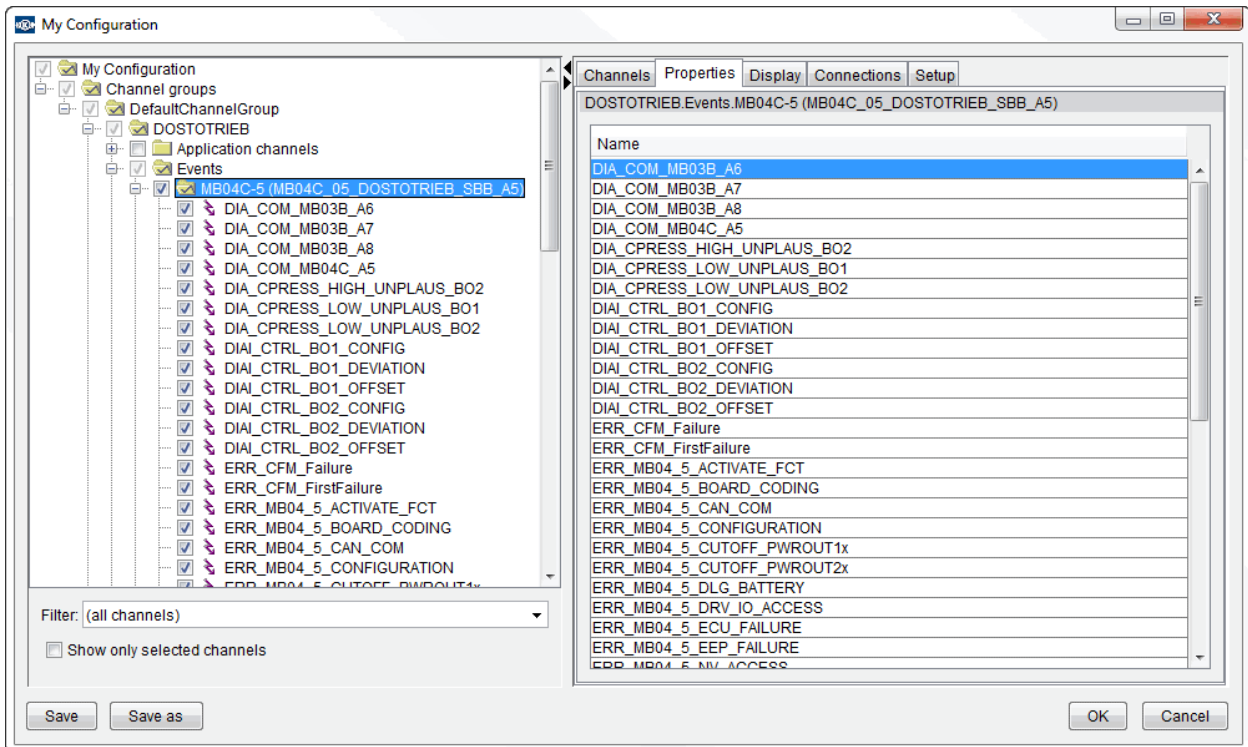 My Configuration
My Configuration
Channel groups
DefaultChannelGroup
DOSTOTRIEB
Application channels
Events
MB04C-5 (MB04C_05_DOSTOTRIEB_SBB_A5)
DIA_COM_MB03B_A6
DIA_COM_MB03B_A7
DIA_COM_MB03B_A8
DIA_COM_MB04C_A5
DIA_CPRESS_HIGH_UNPLAUS_BO2
DIA_CPRESS_LOW_UNPLAUS_BO1
DIA_CPRESS_LOW_UNPLAUS_BO2
DIAI_CTRL_BO1_CONFIG
DIAI_CTRL_BO1_DEVIATION
DIAI_CTRL_BO1_OFFSET
DIAI_CTRL_BO2_CONFIG
DIAI_CTRL_BO2_DEVIATION
DIAI_CTRL_BO2_OFFSET
ERR_CFM_Failure
ERR_CFM_FirstFailure
ERR_MB04_5_ACTIVATE_FCT
ERR_MB04_5_BOARD_CODING
ERR_MB04_5_CAN_COM
ERR_MB04_5_CONFIGURATION
ERR_MB04_5_CUTOFF_PWROUT1x
Filter: (all channels)
Show only selected channels
Channels Properties Display Connections Setup
DOSTOTRIEB.Events.MB04C-5 (MB04C_05_DOSTOTRIEB_SBB_A5)
Name
DIA_COM_MB03B_A6
DIA_COM_MB03B_A7
DIA_COM_MB03B_A8
DIA_COM_MB04C_A5
DIA_CPRESS_HIGH_UNPLAUS_BO2
DIA_CPRESS_LOW_UNPLAUS_BO1
DIA_CPRESS_LOW_UNPLAUS_BO2
DIAI_CTRL_BO1_CONFIG
DIAI_CTRL_BO1_DEVIATION
DIAI_CTRL_BO1_OFFSET
DIAI_CTRL_BO2_CONFIG
DIAI_CTRL_BO2_DEVIATION
DIAI_CTRL_BO2_OFFSET
ERR_CFM_Failure
ERR_CFM_FirstFailure
ERR_MB04_5_ACTIVATE_FCT
ERR_MB04_5_BOARD_CODING
ERR_MB04_5_CAN_COM
ERR_MB04_5_CONFIGURATION
ERR_MB04_5_CUTOFF_PWROUT1x
ERR_MB04_5_CUTOFF_PWROUT2x
ERR_MB04_5_DLG_BATTERY
ERR_MB04_5_DRV_IO_ACCESS
ERR_MB04_5_ECU_FAILURE
ERR_MB04_5_EEP_FAILURE
ERR_MB04_5_NV_ACCESS
Save Save as OK Cancel